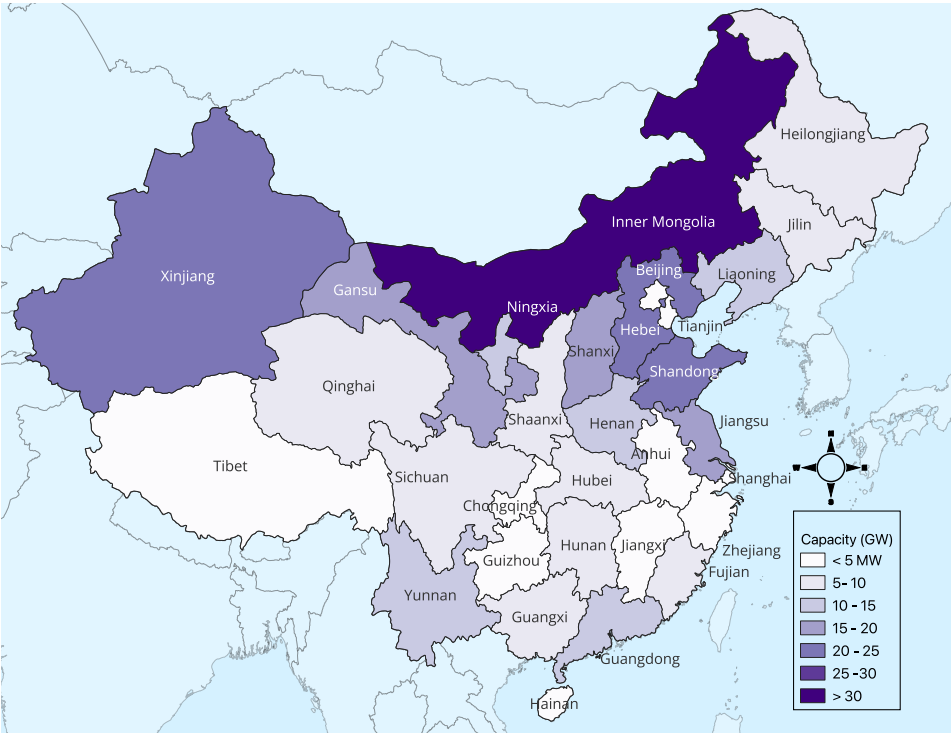 Heilongjiang
Jilin
Inner Mongolia
Liaoning
Beijing
Xinjiang
Gansu
Ningxia
Tianjin
Hebei
Shanxi
Shandong
Qinghai
Jiangsu
Shaanxi
Henan
Anhui
Tibet
Sichuan
Shanghai
Hubei
Chongqing
Hunan
Jiangxi
Zhejiang
Guizhou
Fujian
Yunnan
Guangxi
Guangdong
Hainan
Capacity (GW)
< 5 MW
5- 10
10 - 15
15 - 20
20 - 25
25 -30
> 30